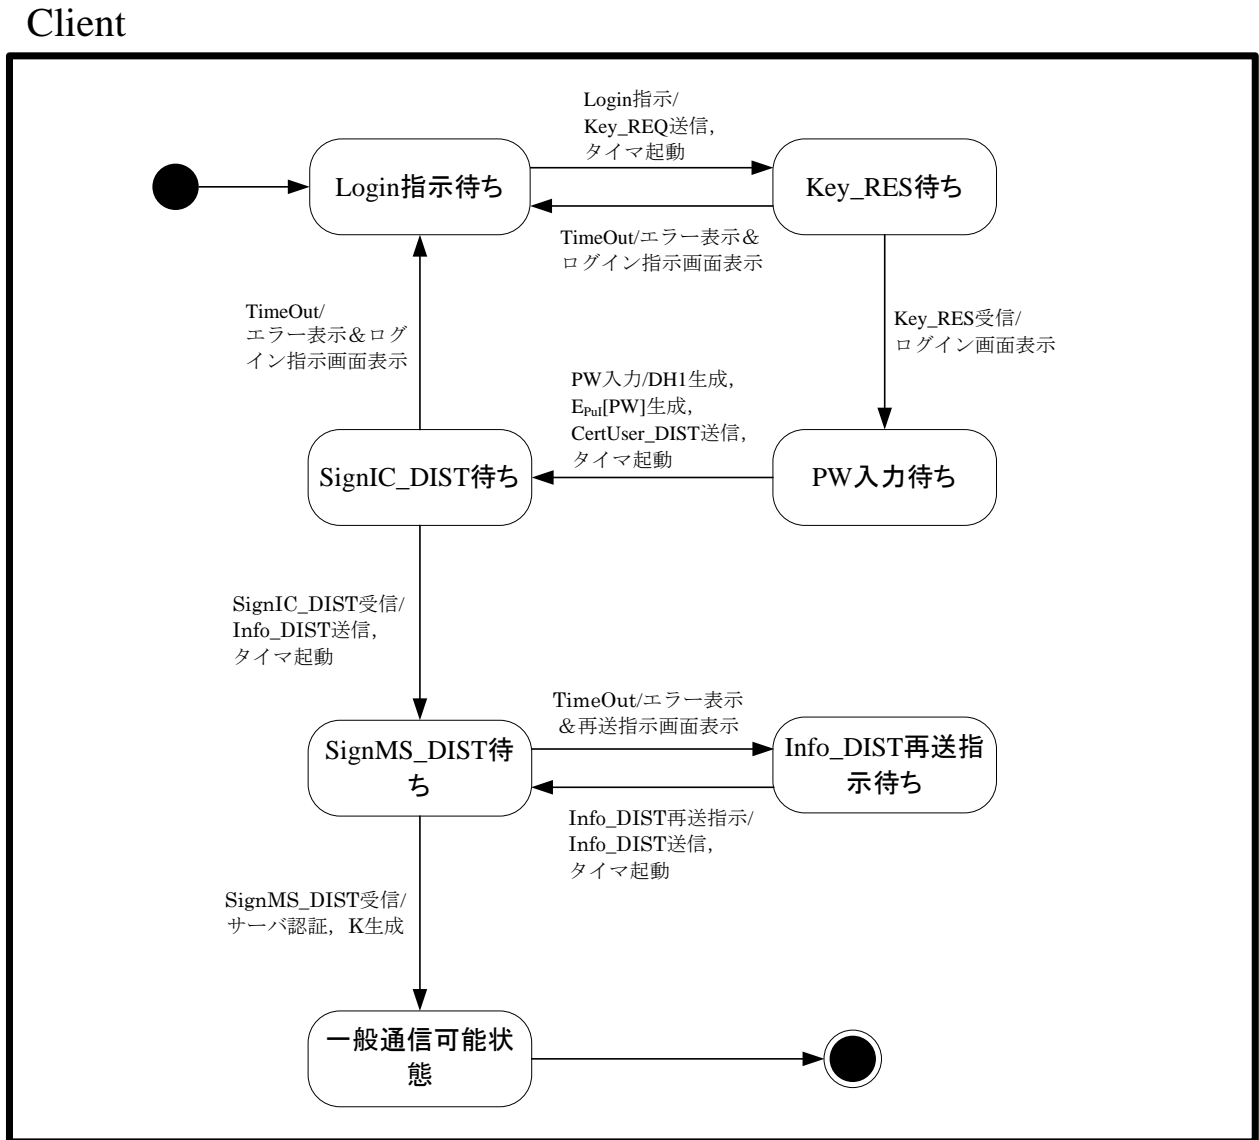 Client
Login指示/
Key_REQ送信，
タイマ起動
Login指示待ち
Key_RES待ち
TimeOut/エラー表示＆
ログイン指示画面表示
TimeOut/
エラー表示＆ログ
イン指示画面表示
Key_RES受信/
ログイン画面表示
PW入力/DH1生成，
EPuI[PW]生成，
CertUser_DIST送信，
タイマ起動
SignIC_DIST待ち
PW入力待ち
SignIC_DIST受信/
Info_DIST送信，
タイマ起動
TimeOut/エラー表示
＆再送指示画面表示
SignMS_DIST待
ち
Info_DIST再送指
示待ち
Info_DIST再送指示/
Info_DIST送信，
タイマ起動
SignMS_DIST受信/
サーバ認証，K生成
一般通信可能状
態